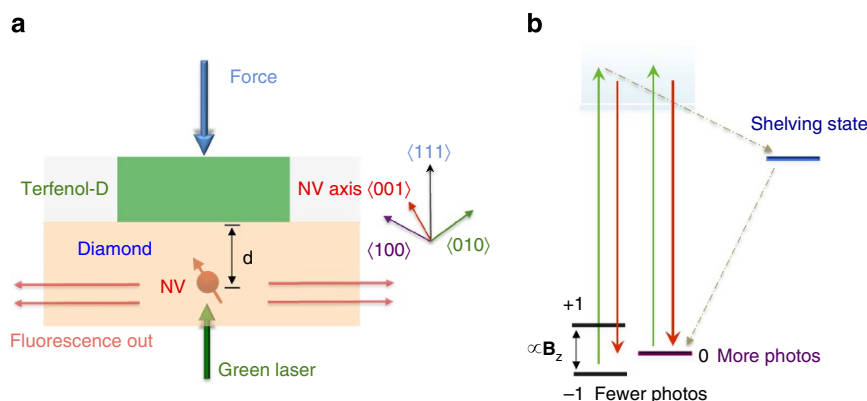 a
Force
Terfenol-D
NV axis ⟨001⟩
⟨111⟩
⟨100⟩
⟨010⟩
Diamond
d
NV
Fluorescence out
Green laser
b
Shelving state
+1
∝Bz
0 More photos
–1 Fewer photos